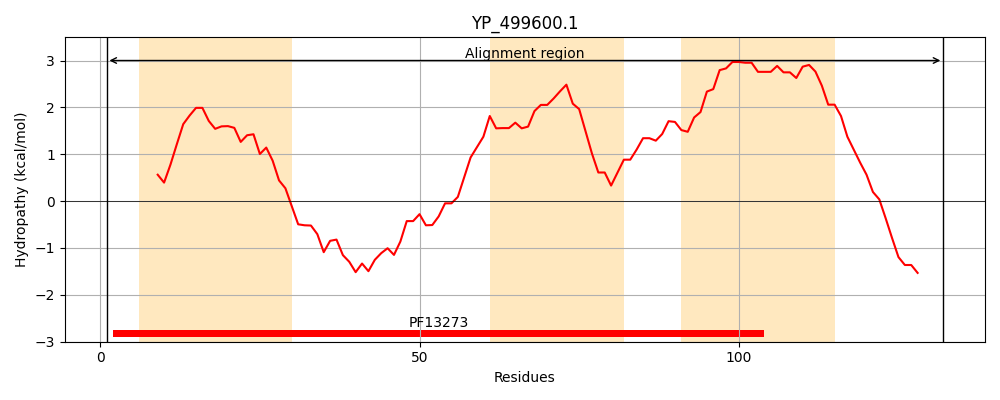 YP_499600.1
Alignment region
3
2
1
0
−1
−2
−3
Hydropathy (kcal/mol)
PF13273
0
50
100
Residues